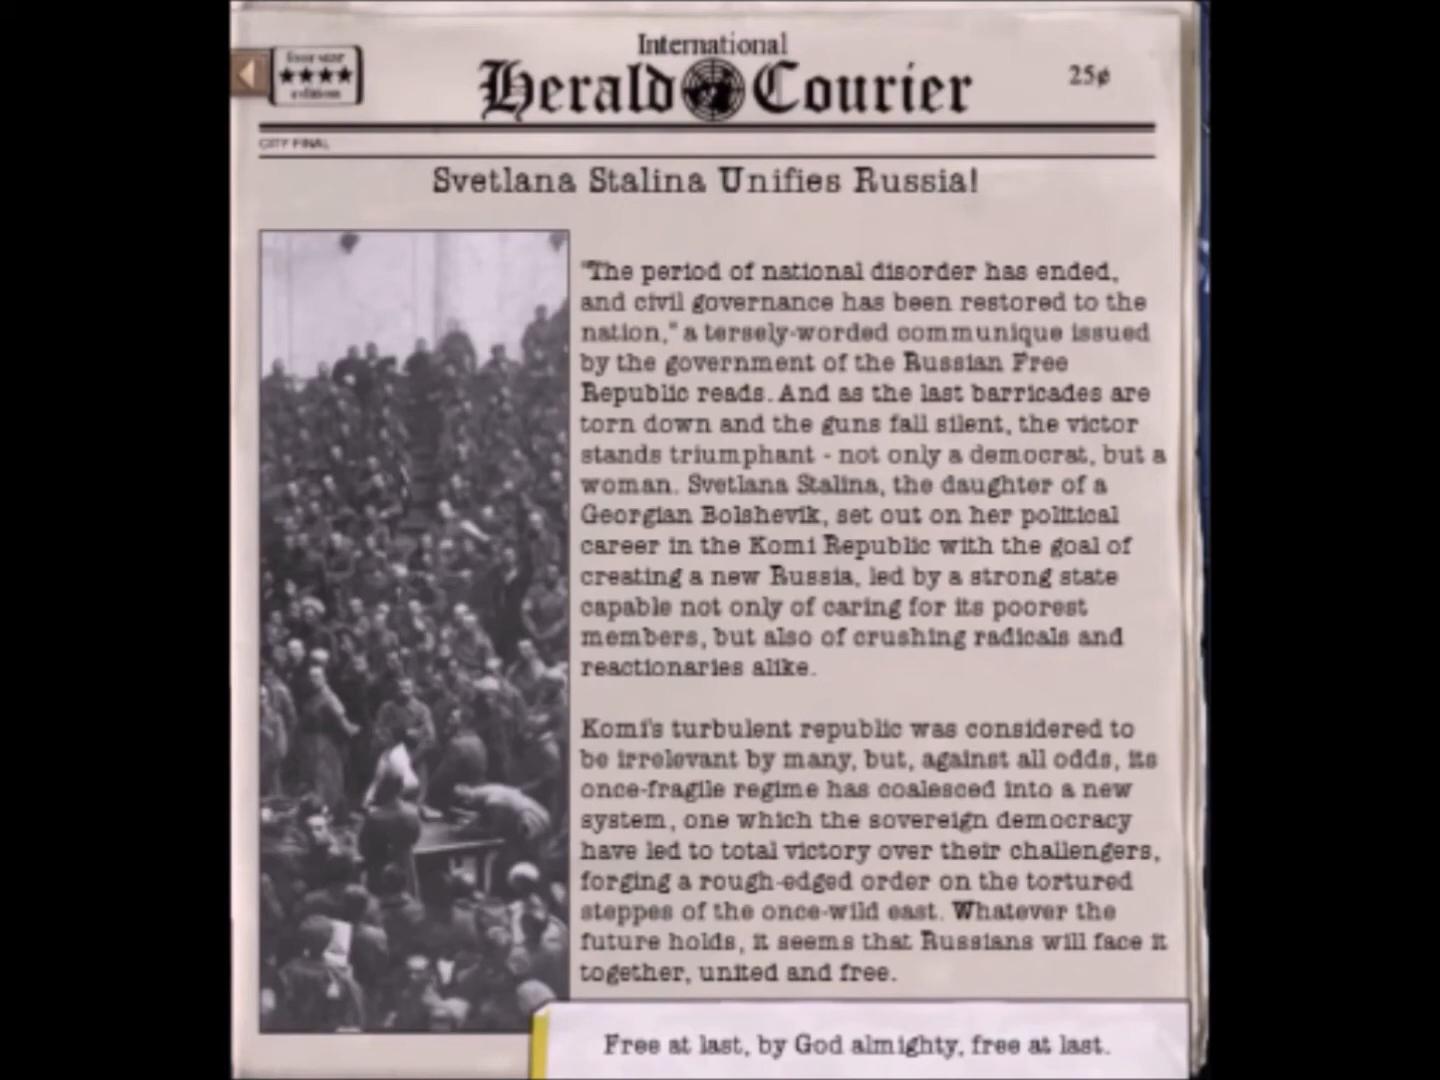 International
four star
★★★★
edition
Herald Courier
25¢
CITY FINAL
Svetlana Stalina Unifies Russia!
"The period of national disorder has ended,
and civil governance has been restored to the
nation," a tersely-worded communique issued
by the government of the Russian Free
Republic reads. And as the last barricades are
torn down and the guns fall silent, the victor
stands triumphant - not only a democrat, but a
woman. Svetlana Stalina, the daughter of a
Georgian Bolshevik, set out on her political
career in the Komi Republic with the goal of
creating a new Russia, led by a strong state
capable not only of caring for its poorest
members, but also of crushing radicals and
reactionaries alike.
Komi's turbulent republic was considered to
be irrelevant by many, but, against all odds, its
once-fragile regime has coalesced into a new
system, one which the sovereign democracy
have led to total victory over their challengers,
forging a rough-edged order on the tortured
steppes of the once-wild east. Whatever the
future holds, it seems that Russians will face it
together, united and free.
Free at last, by God almighty, free at last.